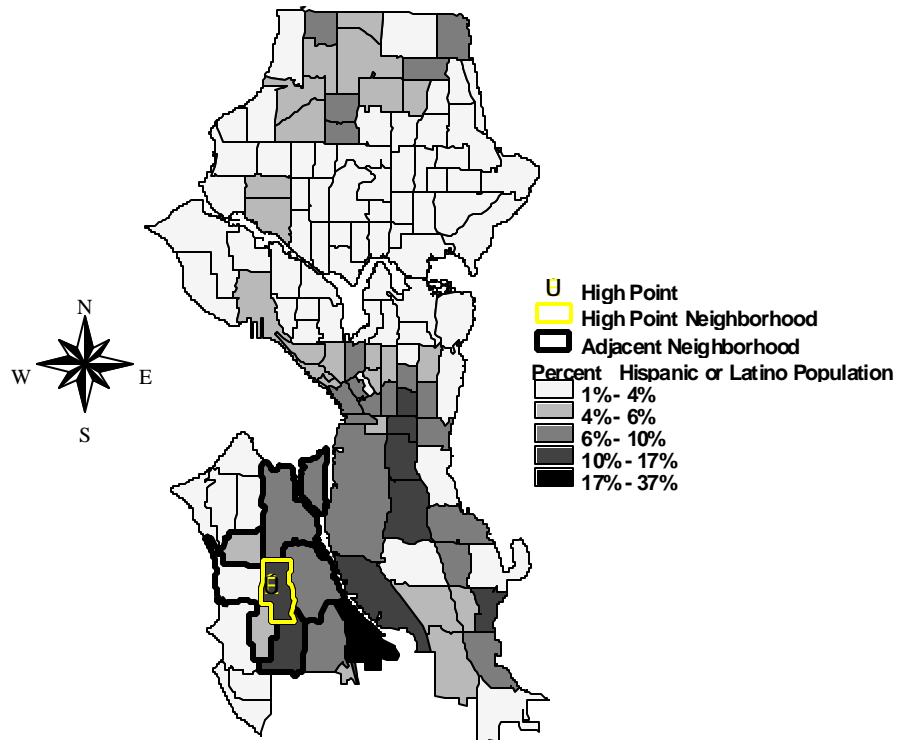 N
W E
S
High Point
High Point Neighborhood
Adjacent Neighborhood
Percent Hispanic or Latino Population
1% - 4%
4% - 6%
6% - 10%
10% - 17%
17% - 37%